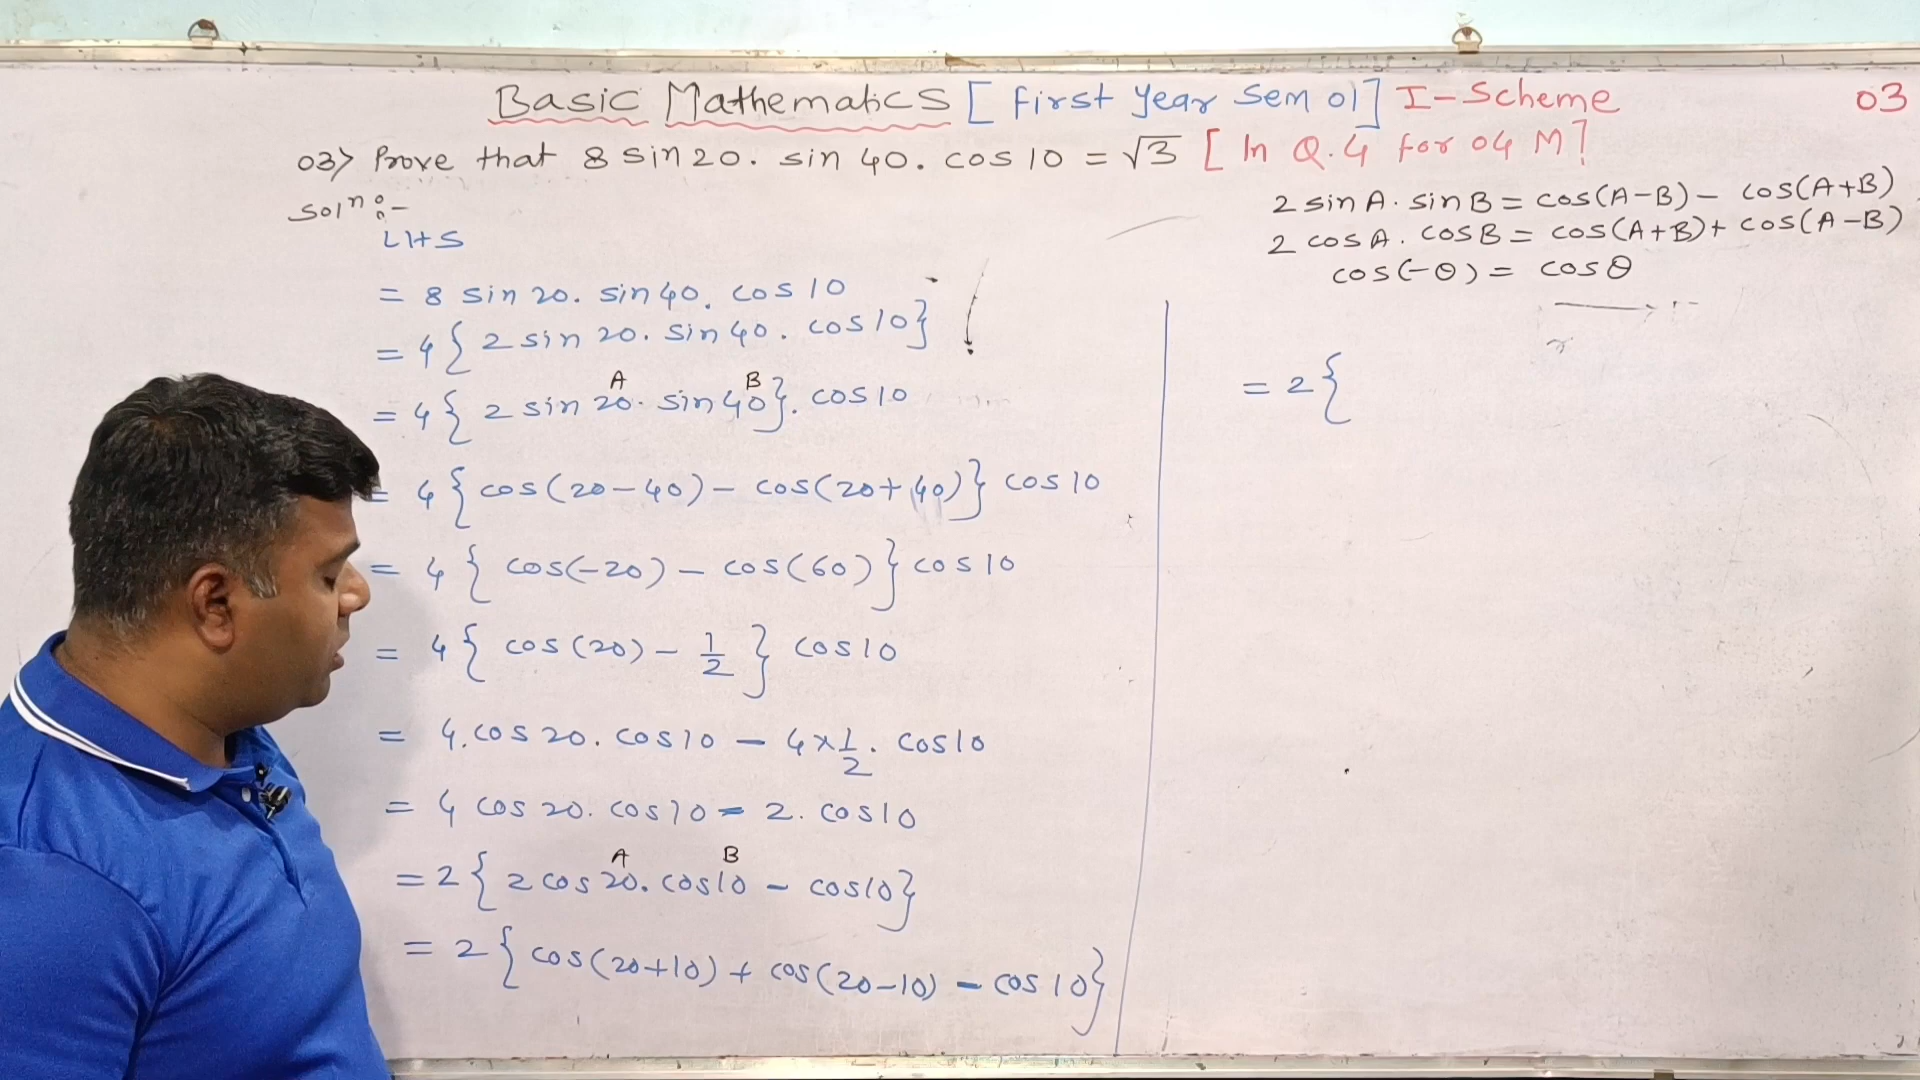 Basic Mathematics [First Year Sem 01] I-Scheme 03
03> Prove that 8 sin20. sin 40. cos 10 = √3 [In Q.4 for 04 M]
Solⁿ:-
LHS
= 8 sin 20. sin 40. cos 10
= 4 { 2 sin 20. sin 40. cos 10}
A B
= 4 { 2 sin 20. sin 40}. cos 10
= 4 { cos(20-40) - cos(20+40)} cos 10
= 4 { cos(-20) - cos(60)} cos 10
= 4 { cos(20) - 1/2 } cos 10
= 4. cos 20. cos 10 - 4×1/2. cos 10
= 4 cos 20. cos 10 - 2. cos 10
A B
= 2 { 2 cos 20. cos 10 - cos 10}
= 2 { cos(20+10) + cos(20-10) - cos 10}
2 sin A. sin B = cos(A-B) - cos(A+B)
2 cos A. cos B = cos(A+B) + cos(A-B)
cos(-θ) = cos θ
= 2 {